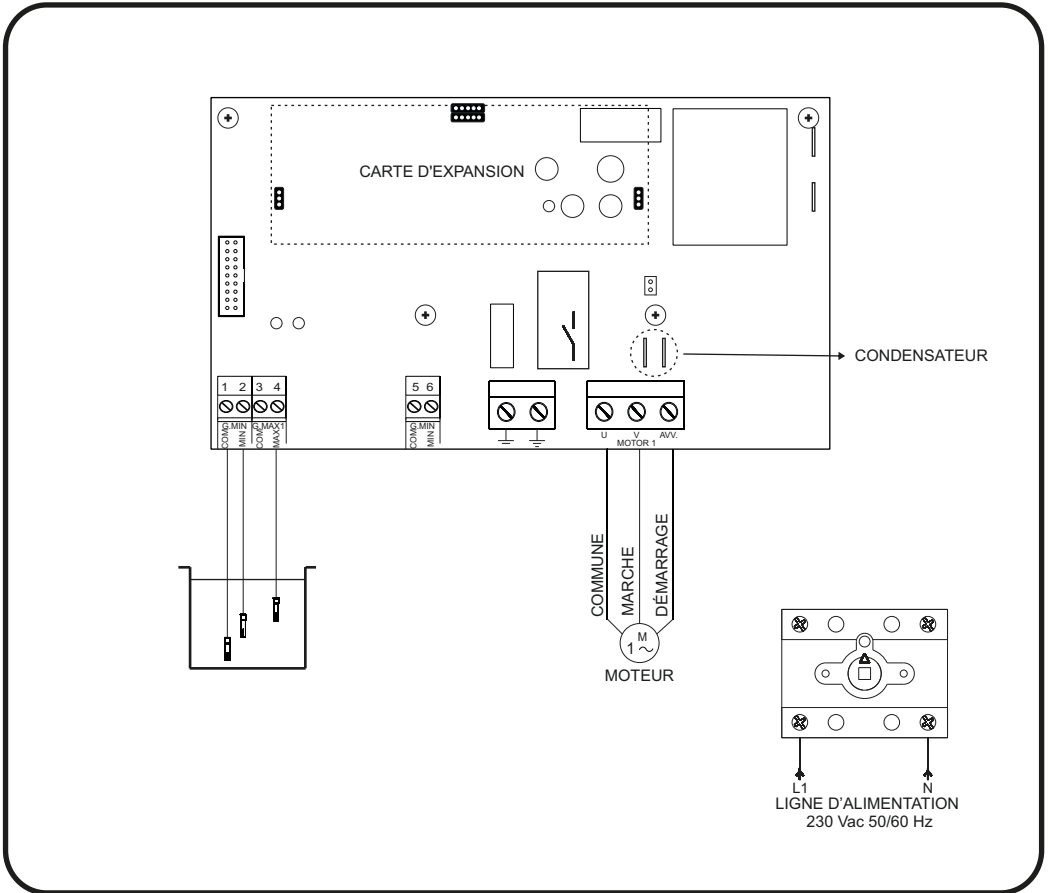 CARTE D'EXPANSION
CONDENSATEUR
1 2 3 4
5 6
COM. G.MIN MIN COM. G.MAX1 MAX1
COM. G.MIN MIN
U V AVV.
MOTOR 1
COMMUNE
MARCHE
DÉMARRAGE
M
1 ~
MOTEUR
L1 N
LIGNE D’ALIMENTATION
230 Vac 50/60 Hz